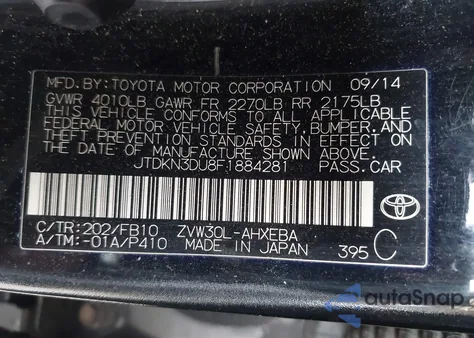 MFD. BY: TOYOTA MOTOR CORPORATION 09/14
GVWR 4010LB GAWR FR 2270LB RR 2175LB
THIS VEHICLE CONFORMS TO ALL APPLICABLE
FEDERAL MOTOR VEHICLE SAFETY, BUMPER, AND
THEFT PREVENTION STANDARDS IN EFFECT ON
THE DATE OF MANUFACTURE SHOWN ABOVE.
JTDKN3DU8F1884281 PASS.CAR
C/TR: 202/FB10 ZVW30L-AHXEBA
A/TM: -01A/P410 MADE IN JAPAN 395 C
autoSnap